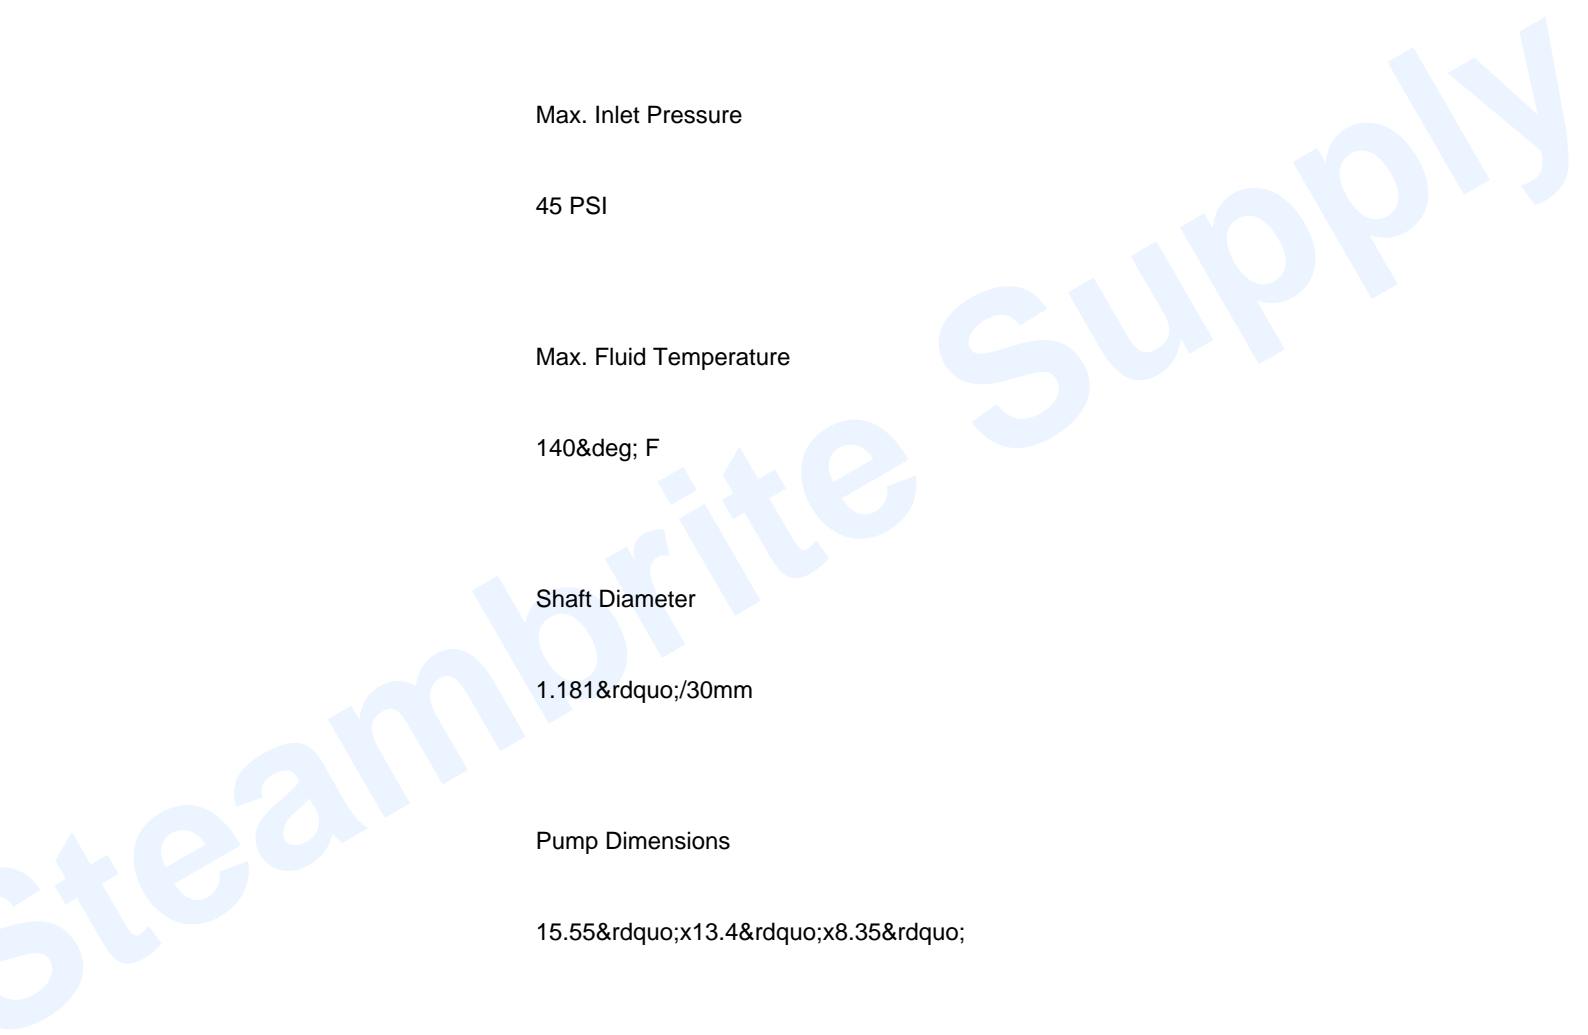 Max. Inlet Pressure
45 PSI
Max. Fluid Temperature
140&deg; F
Shaft Diameter
1.181&rdquo;/30mm
Pump Dimensions
15.55&rdquo;x13.4&rdquo;x8.35&rdquo;
Steambrite Supply